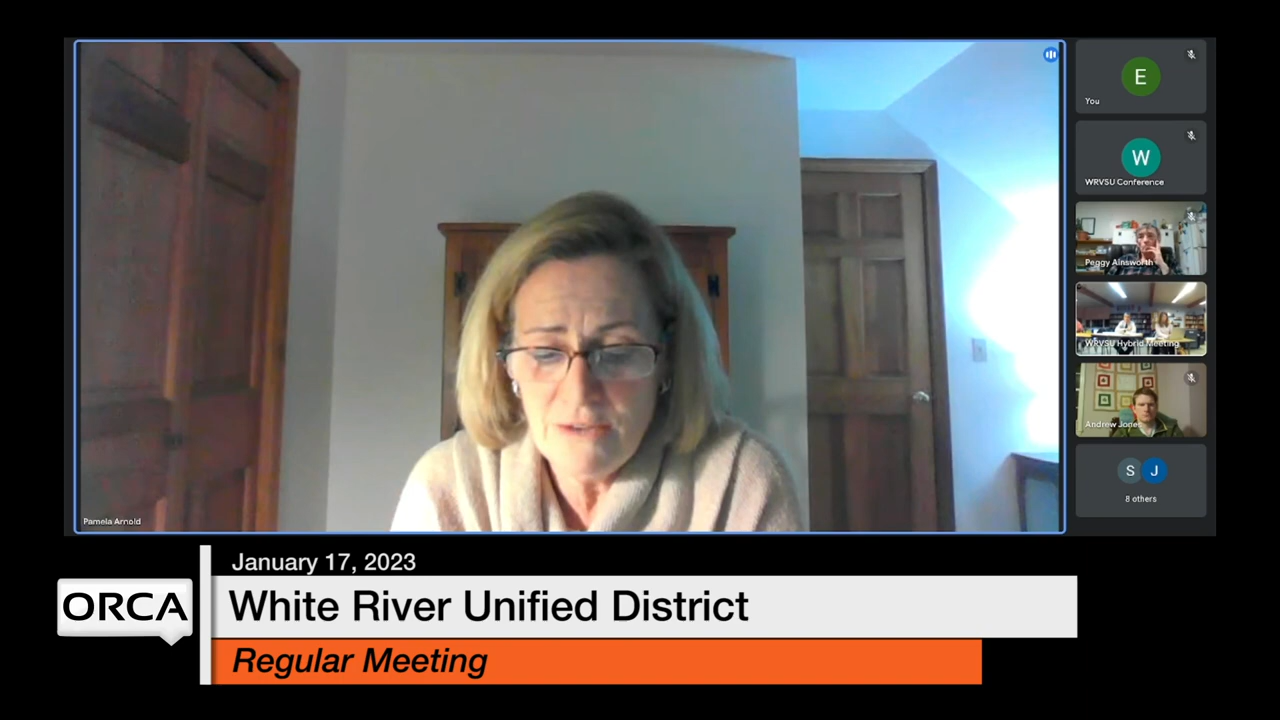 E
You
W
WRVSU Conference
Peggy Ainsworth
WRVSU Hybrid Meeting
Andrew Jones
S J
8 others
Pamela Arnold
January 17, 2023
ORCA
White River Unified District
Regular Meeting